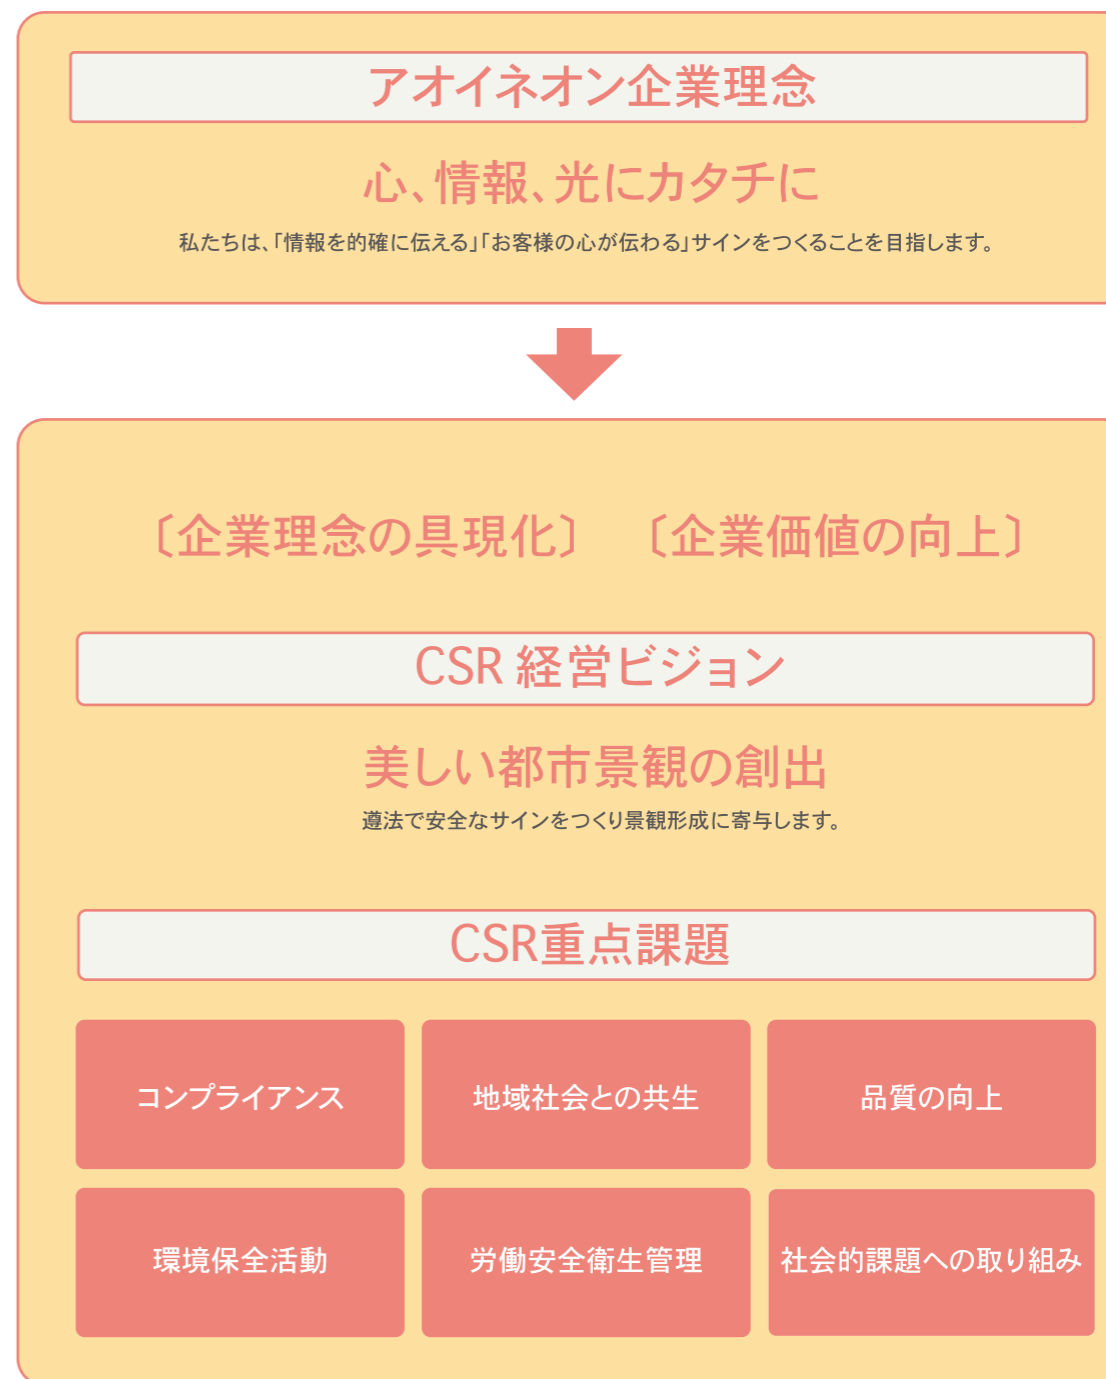 アオイネオン企業理念
心、情報、光にカタチに
私たちは、「情報を的確に伝える」「お客様の心が伝わる」サインをつくることを目指します。
〔企業理念の具現化〕 〔企業価値の向上〕
CSR 経営ビジョン
美しい都市景観の創出
遵法で安全なサインをつくり景観形成に寄与します。
CSR重点課題
コンプライアンス 地域社会との共生 品質の向上
環境保全活動 労働安全衛生管理 社会的課題への取り組み